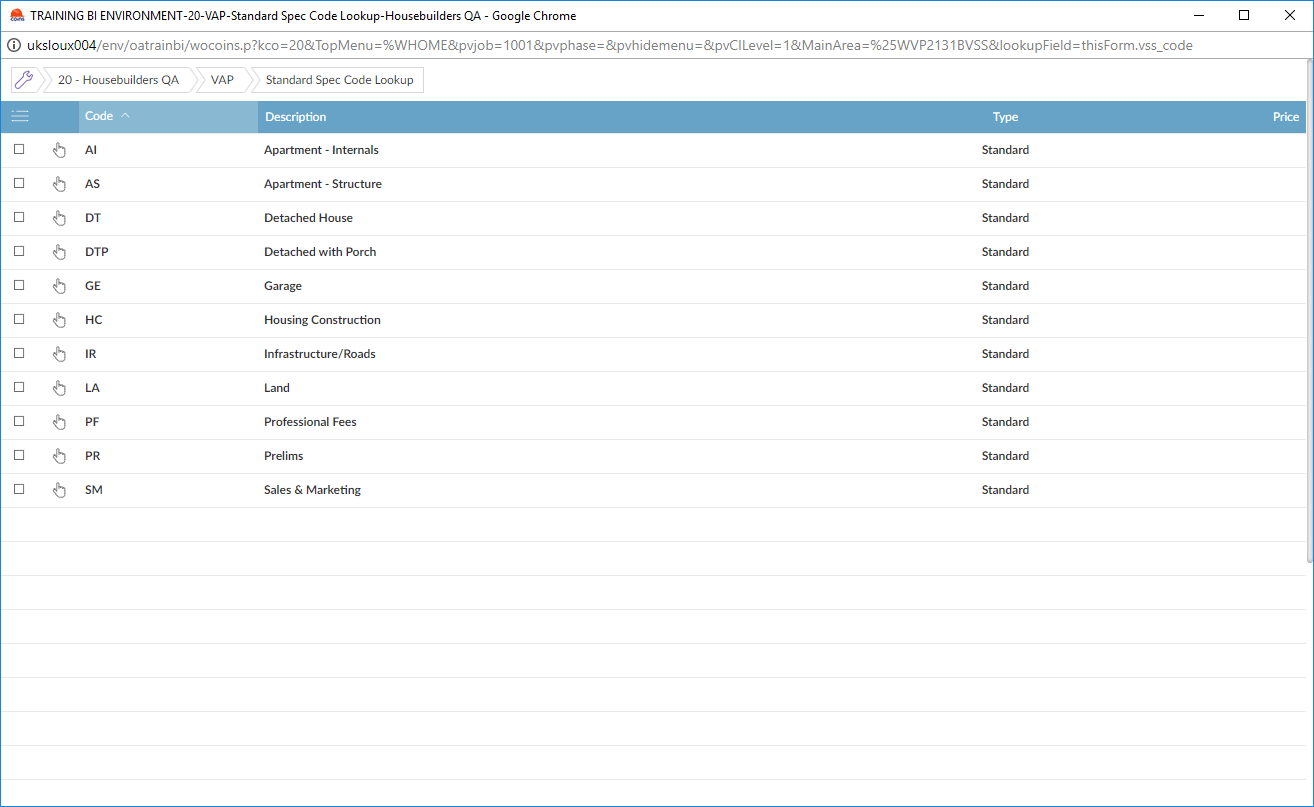 TRAINING BI ENVIRONMENT-20-VAP-Standard Spec Code Lookup-Housebuilders QA - Google Chrome
uksloux004/env/oatrainbi/wocoins.p?kco=20&TopMenu=%WHOME&pvjob=1001&pvphase=&pvhidemenu=&pvCILevel=1&MainArea=%25WVP2131BVSS&lookupField=thisForm.vss_code
20 - Housebuilders QA VAP Standard Spec Code Lookup
Code Description Type Price
AI Apartment - Internals Standard
AS Apartment - Structure Standard
DT Detached House Standard
DTP Detached with Porch Standard
GE Garage Standard
HC Housing Construction Standard
IR Infrastructure/Roads Standard
LA Land Standard
PF Professional Fees Standard
PR Prelims Standard
SM Sales & Marketing Standard